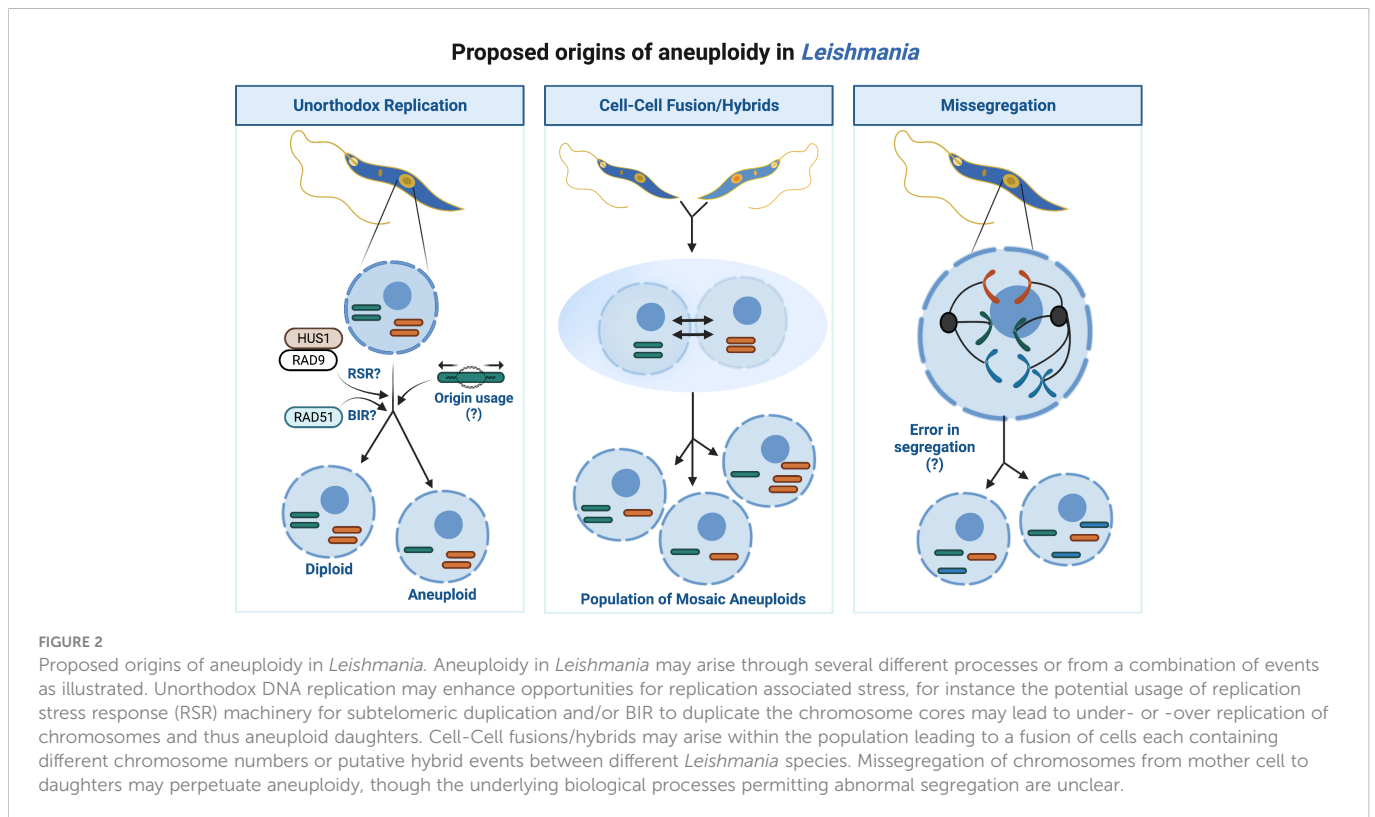 Proposed origins of aneuploidy in Leishmania
Unorthodox Replication
HUS1
RAD9
RSR?
RAD51
BIR?
Origin usage
(?)
Diploid
Aneuploid
Cell-Cell Fusion/Hybrids
Population of Mosaic Aneuploids
Missegregation
Error in
segregation
(?)
FIGURE 2
Proposed origins of aneuploidy in Leishmania. Aneuploidy in Leishmania may arise through several different processes or from a combination of events
as illustrated. Unorthodox DNA replication may enhance opportunities for replication associated stress, for instance the potential usage of replication
stress response (RSR) machinery for subtelomeric duplication and/or BIR to duplicate the chromosome cores may lead to under- or -over replication of
chromosomes and thus aneuploid daughters. Cell-Cell fusions/hybrids may arise within the population leading to a fusion of cells each containing
different chromosome numbers or putative hybrid events between different Leishmania species. Missegregation of chromosomes from mother cell to
daughters may perpetuate aneuploidy, though the underlying biological processes permitting abnormal segregation are unclear.